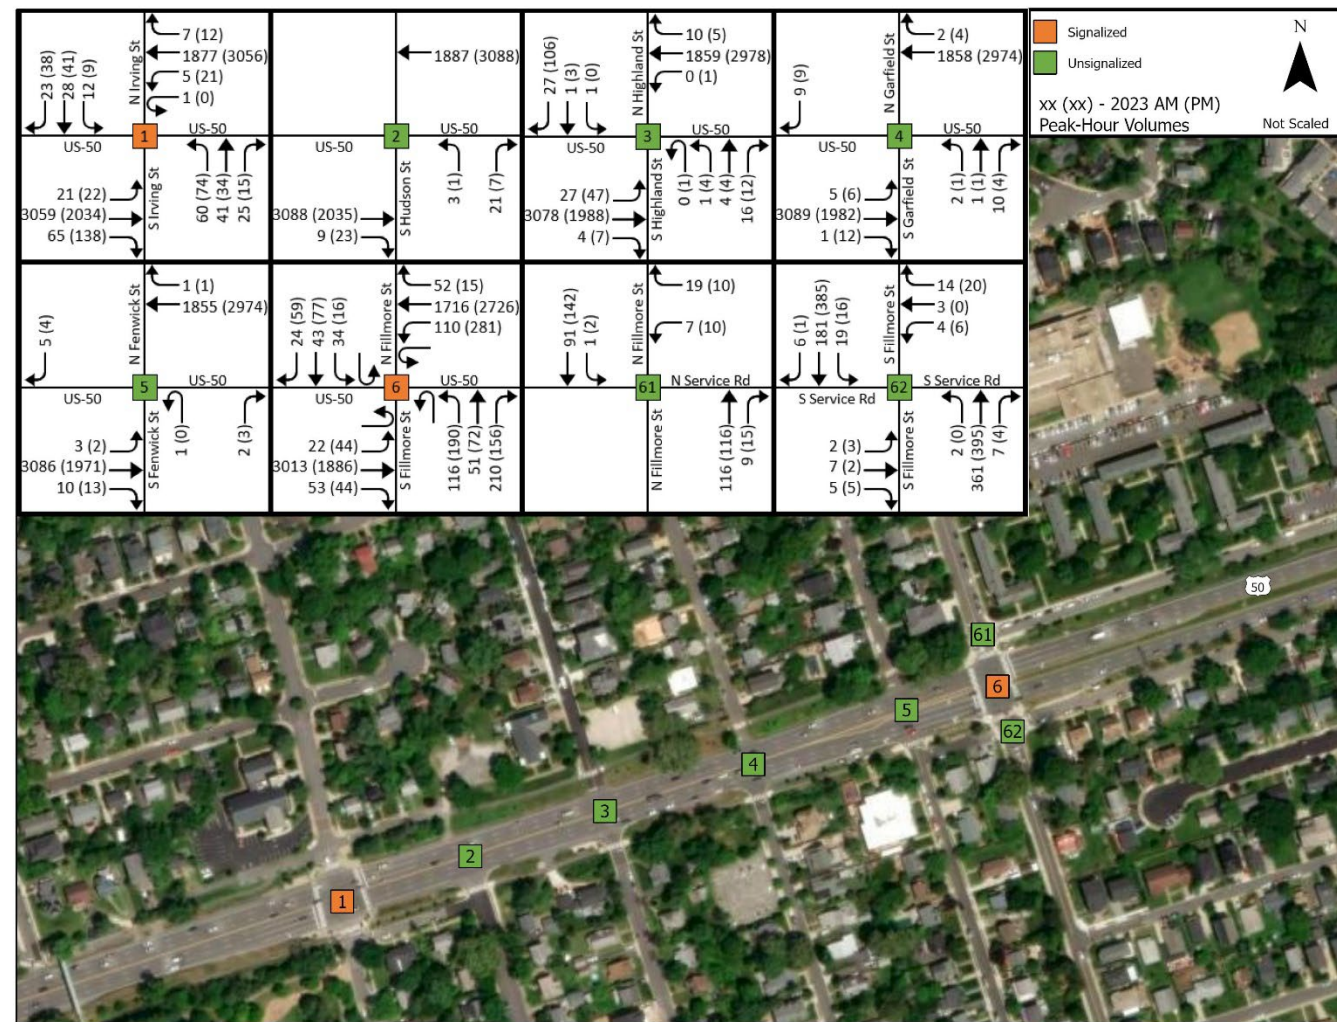 7 (12)
1877 (3056)
5 (21)
1 (0)
23 (38)
28 (41)
12 (9)
N Irving St
1
US-50
US-50
S Irving St
21 (22)
3059 (2034)
65 (138)
60 (74)
41 (34)
25 (15)
1887 (3088)
2
US-50
US-50
S Hudson St
3088 (2035)
9 (23)
3 (1)
21 (7)
10 (5)
1859 (2978)
0 (1)
27 (106)
1 (3)
1 (0)
N Highland St
3
US-50
US-50
S Highland St
27 (47)
3078 (1988)
4 (7)
0 (1)
1 (4)
4 (4)
16 (12)
2 (4)
1858 (2974)
9 (9)
N Garfield St
4
US-50
US-50
S Garfield St
5 (6)
3089 (1982)
1 (12)
2 (1)
1 (1)
10 (4)
1 (1)
1855 (2974)
5 (4)
N Fenwick St
5
US-50
US-50
S Fenwick St
3 (2)
3086 (1971)
10 (13)
1 (0)
2 (3)
52 (15)
1716 (2726)
110 (281)
24 (59)
43 (77)
34 (16)
N Fillmore St
6
US-50
US-50
S Fillmore St
22 (44)
3013 (1886)
53 (44)
116 (190)
51 (72)
210 (156)
19 (10)
7 (10)
91 (142)
1 (2)
N Fillmore St
61
N Service Rd
N Fillmore St
116 (116)
9 (15)
14 (20)
3 (0)
4 (6)
6 (1)
181 (385)
19 (16)
S Fillmore St
62
S Service Rd
S Service Rd
S Fillmore St
2 (3)
7 (2)
5 (5)
2 (0)
361 (395)
7 (4)
Signalized
Unsignalized
xx (xx) - 2023 AM (PM)
Peak-Hour Volumes
N
Not Scaled
50
61
6
5
62
4
3
2
1